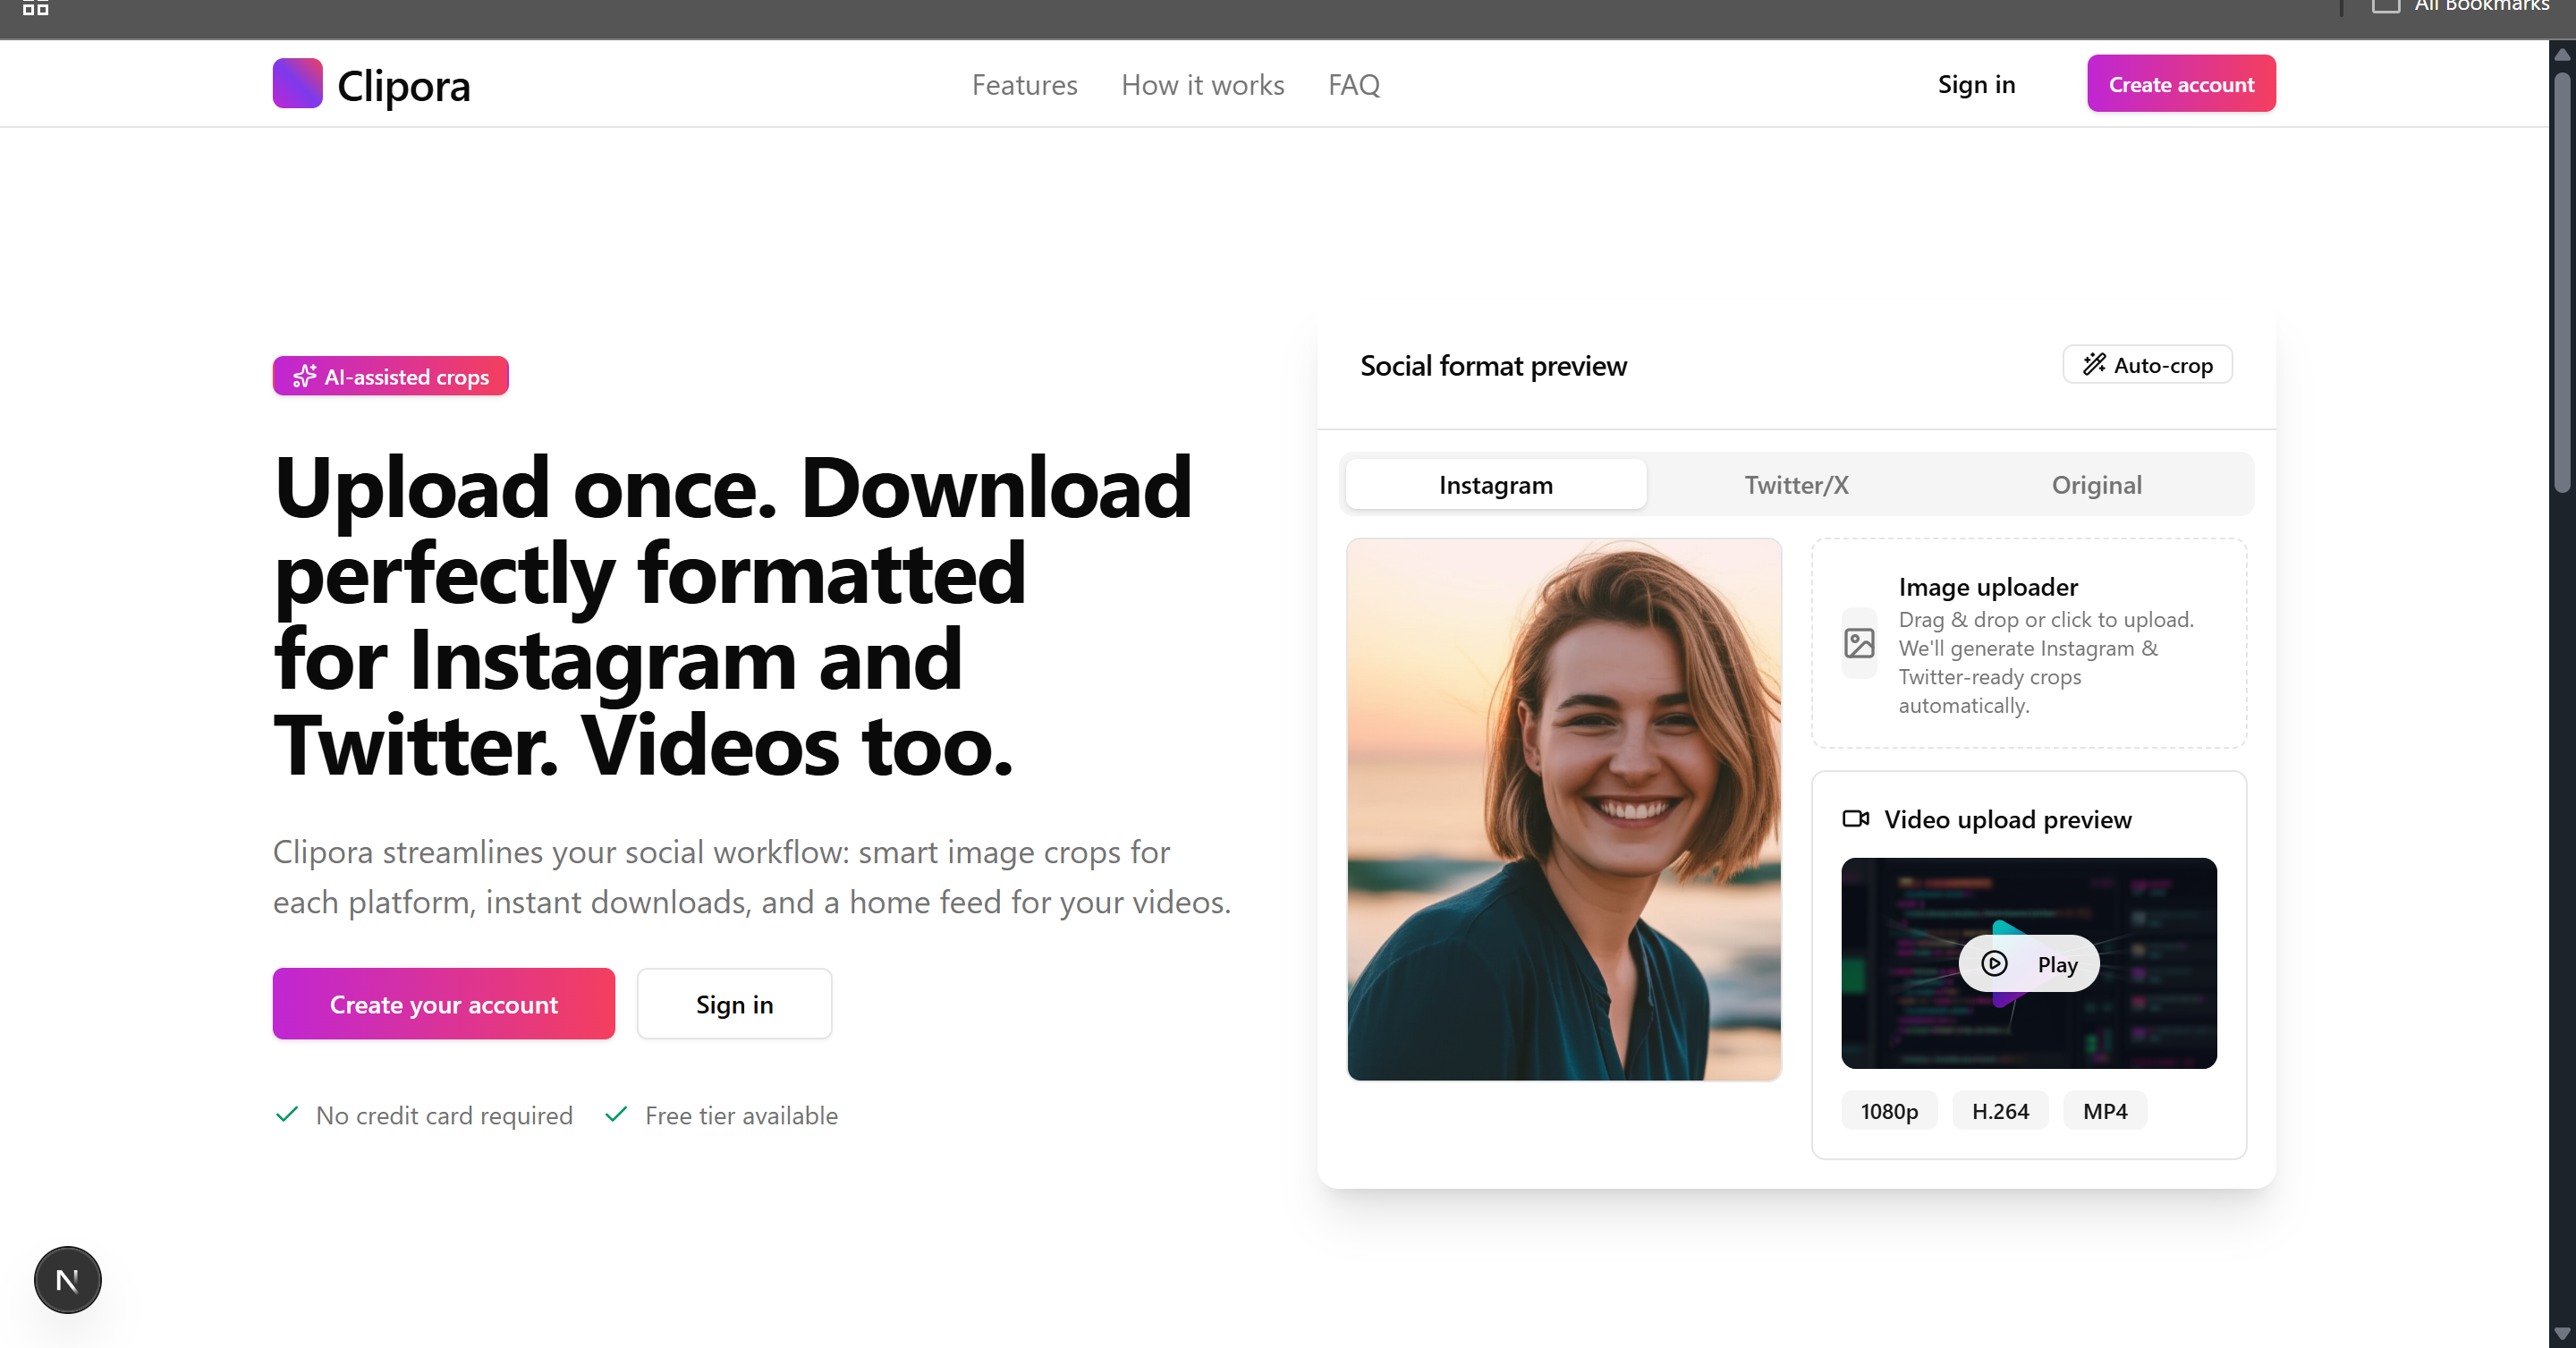 All Bookmarks
Clipora
Features
How it works
FAQ
Sign in
Create account
AI-assisted crops
Upload once. Download
perfectly formatted
for Instagram and
Twitter. Videos too.
Clipora streamlines your social workflow: smart image crops for
each platform, instant downloads, and a home feed for your videos.
Create your account
Sign in
No credit card required
Free tier available
Social format preview
Auto-crop
Instagram
Twitter/X
Original
Image uploader
Drag & drop or click to upload.
We'll generate Instagram &
Twitter-ready crops
automatically.
Video upload preview
Play
1080p
H.264
MP4
N